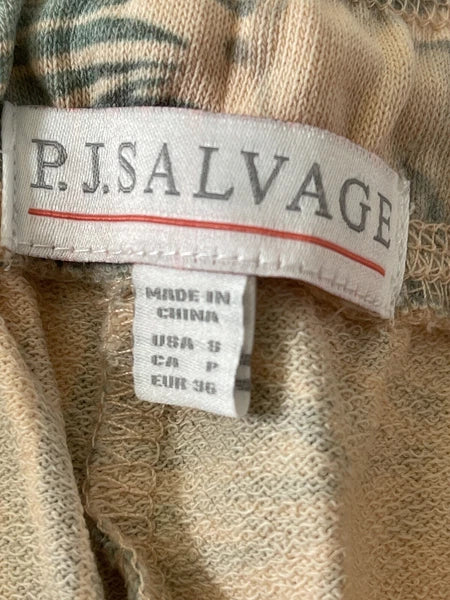 P.J.SALVAGE
MADE IN
CHINA
USA S
CA P
EUR 36